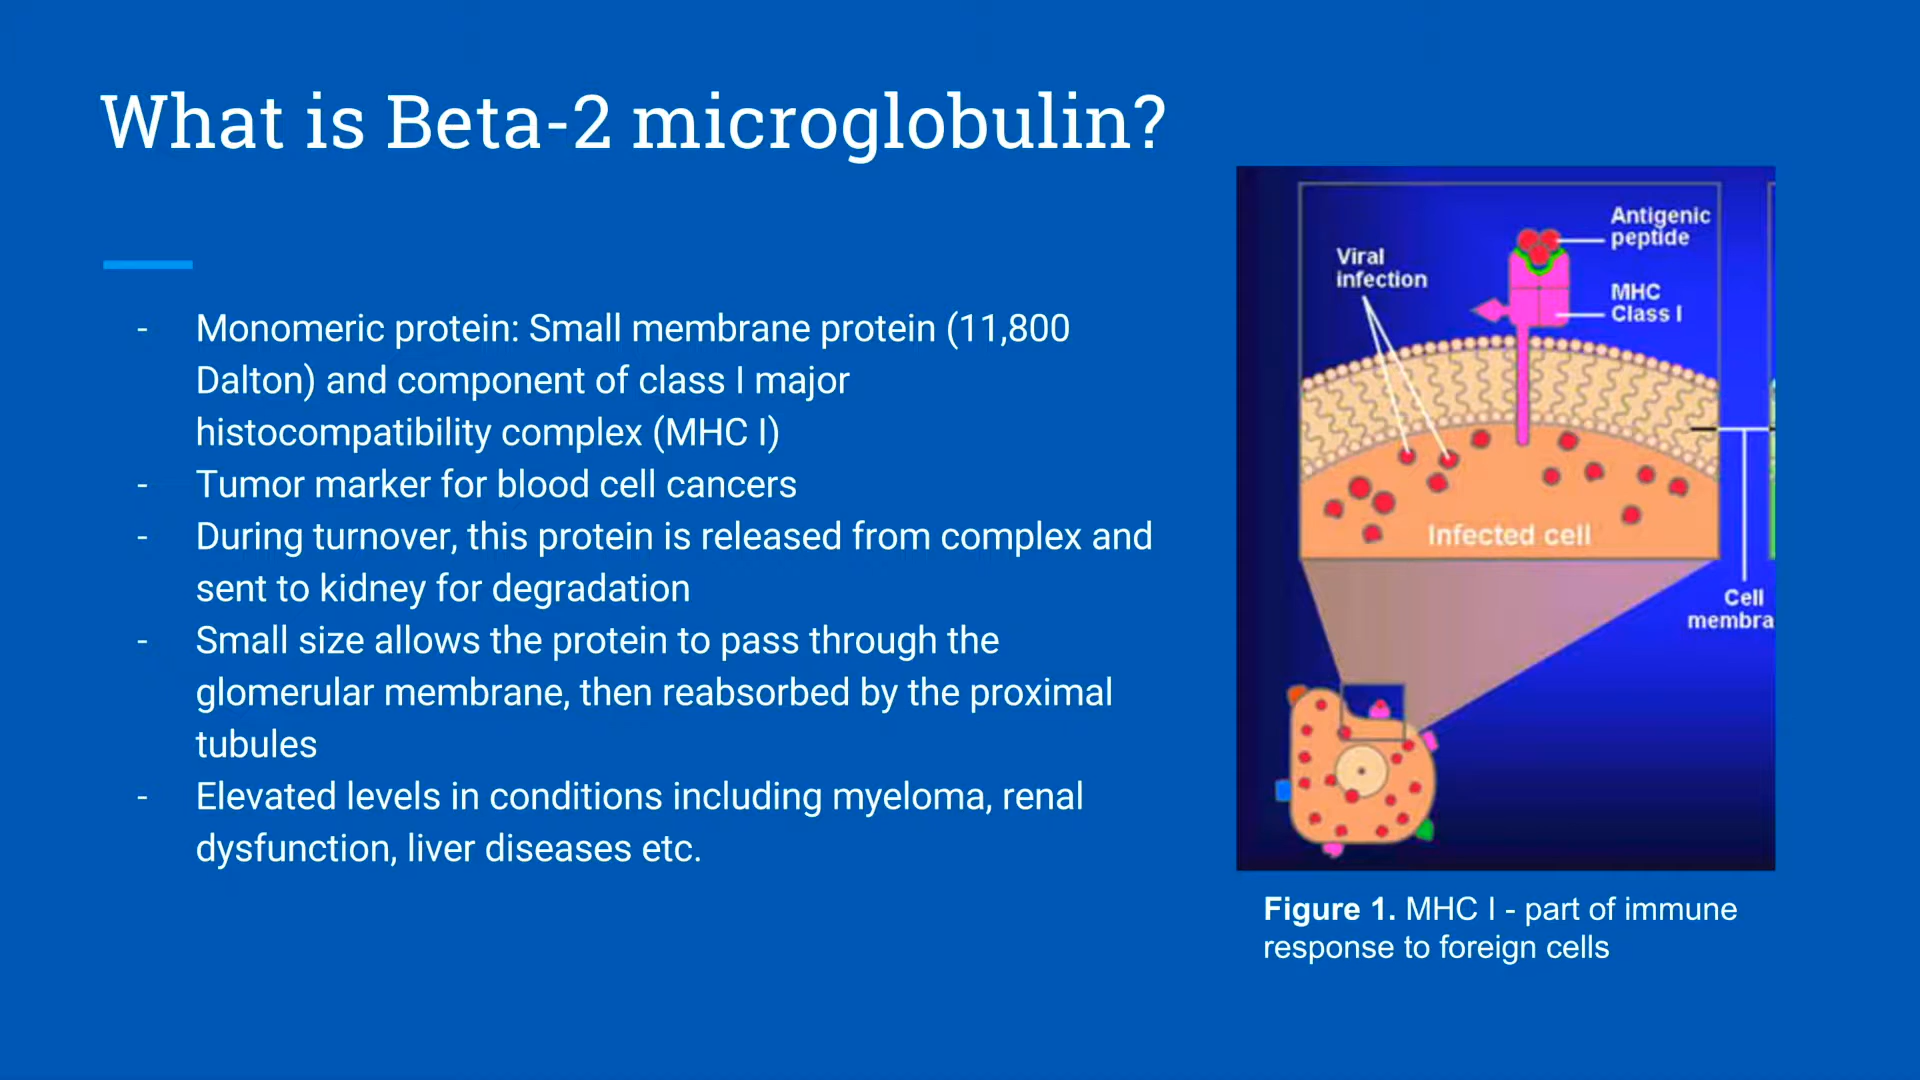 What is Beta-2 microglobulin?
- Monomeric protein: Small membrane protein (11,800
Dalton) and component of class I major
histocompatibility complex (MHC I)
- Tumor marker for blood cell cancers
- During turnover, this protein is released from complex and
sent to kidney for degradation
- Small size allows the protein to pass through the
glomerular membrane, then reabsorbed by the proximal
tubules
- Elevated levels in conditions including myeloma, renal
dysfunction, liver diseases etc.
Antigenic
peptide
Viral
infection
MHC
Class I
Infected cell
Cell
membra
Figure 1. MHC I - part of immune
response to foreign cells